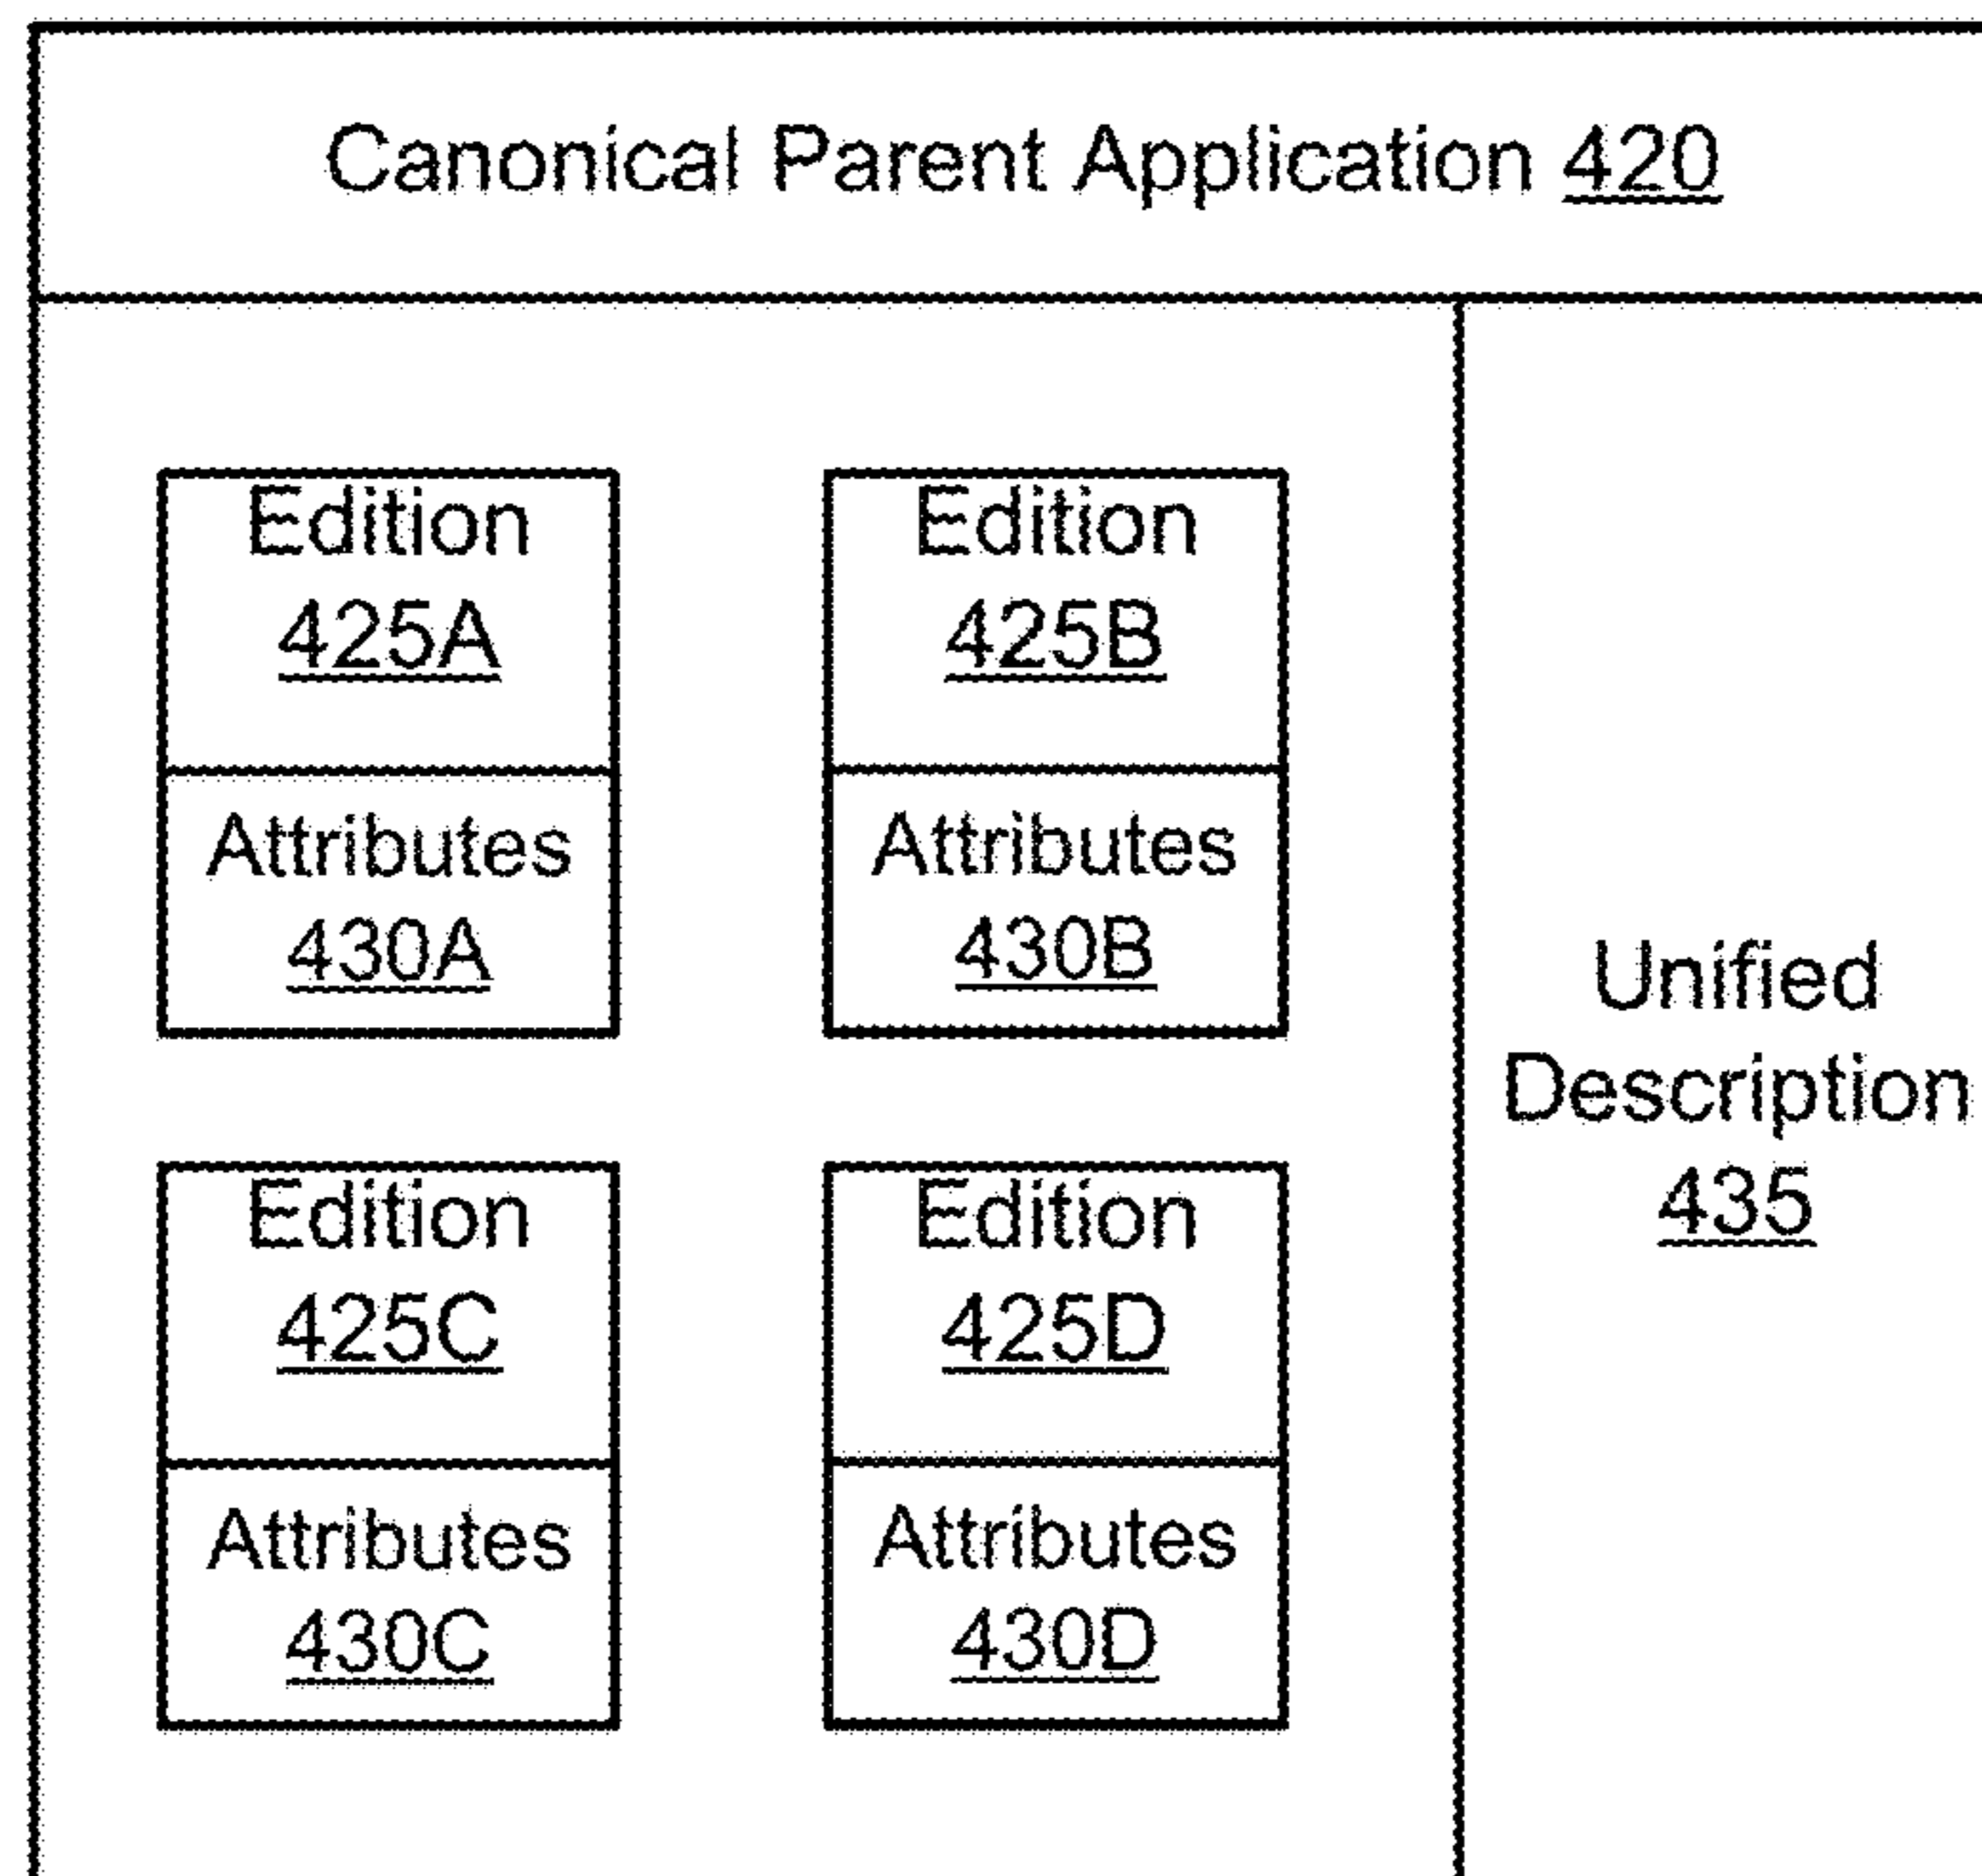 Canonical Parent Application 420
Edition
425A
Attributes
430A
Edition
425B
Attributes
430B
Edition
425C
Attributes
430C
Edition
425D
Attributes
430D
Unified
Description
435